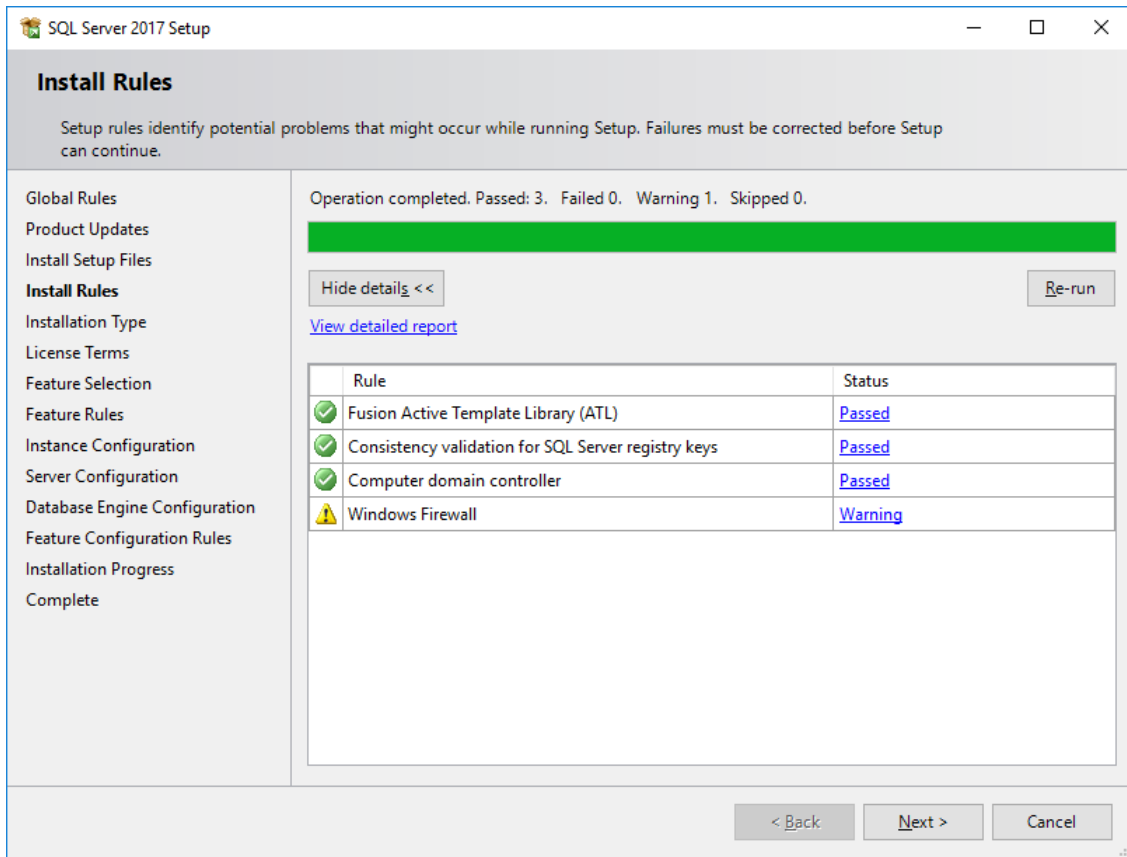 SQL Server 2017 Setup
Install Rules
Setup rules identify potential problems that might occur while running Setup. Failures must be corrected before Setup
can continue.
Global Rules
Product Updates
Install Setup Files
Install Rules
Installation Type
License Terms
Feature Selection
Feature Rules
Instance Configuration
Server Configuration
Database Engine Configuration
Feature Configuration Rules
Installation Progress
Complete
Operation completed. Passed: 3.   Failed 0.   Warning 1.   Skipped 0.
Hide details <<
Re-run
View detailed report
Rule Status
Fusion Active Template Library (ATL) Passed
Consistency validation for SQL Server registry keys Passed
Computer domain controller Passed
Windows Firewall Warning
< Back
Next >
Cancel